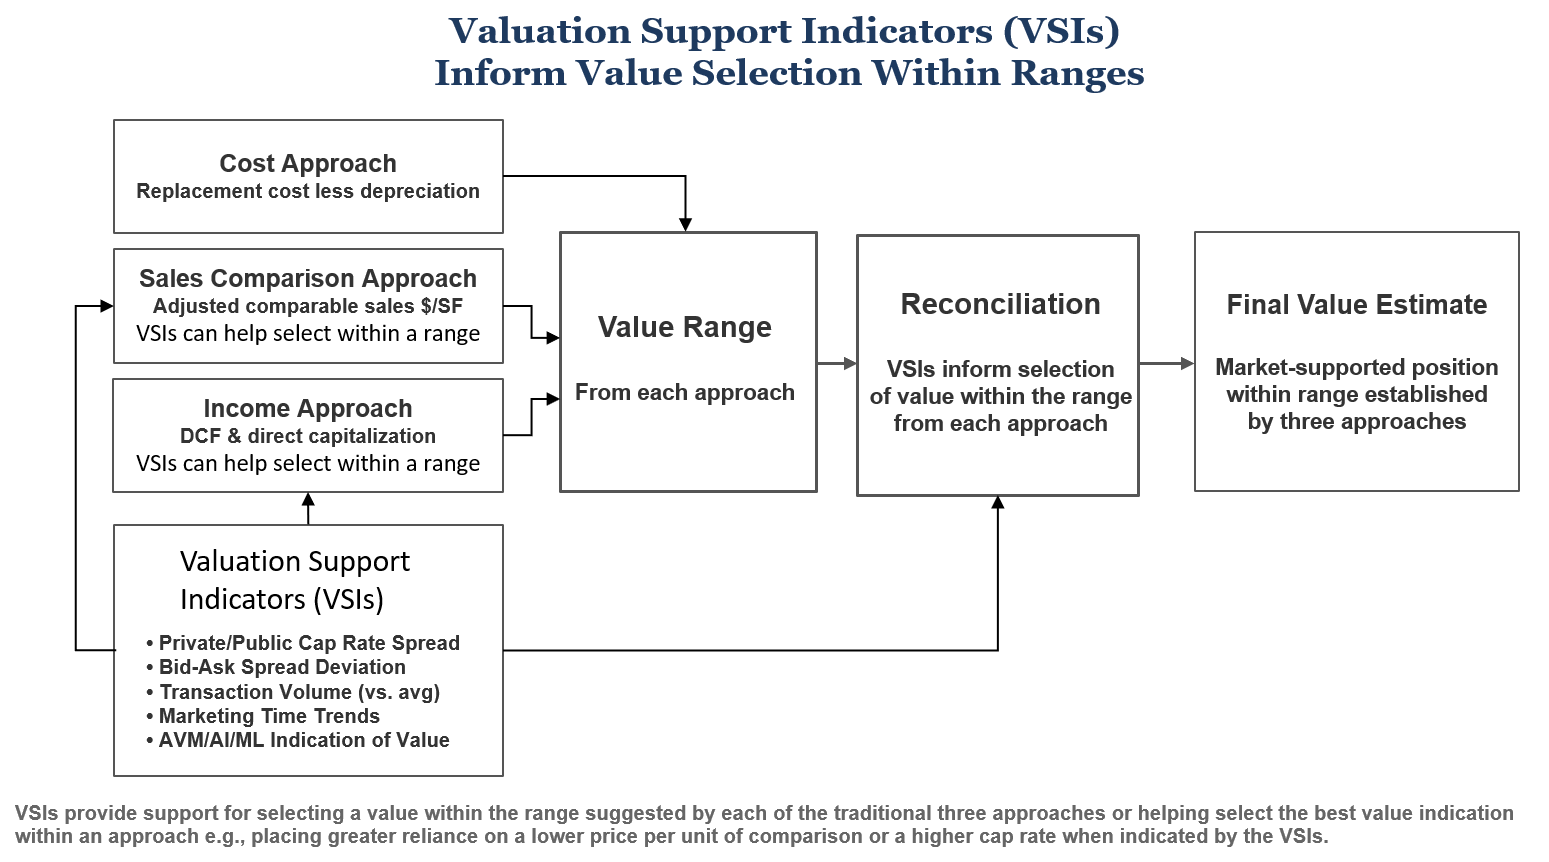 Valuation Support Indicators (VSIs)
Inform Value Selection Within Ranges
Cost Approach
Replacement cost less depreciation
Sales Comparison Approach
Adjusted comparable sales $/SF
VSIs can help select within a range
Income Approach
DCF & direct capitalization
VSIs can help select within a range
Valuation Support
Indicators (VSIs)
• Private/Public Cap Rate Spread
• Bid-Ask Spread Deviation
• Transaction Volume (vs. avg)
• Marketing Time Trends
• AVM/AI/ML Indication of Value
Value Range
From each approach
Reconciliation
VSIs inform selection
of value within the range
from each approach
Final Value Estimate
Market-supported position
within range established
by three approaches
VSIs provide support for selecting a value within the range suggested by each of the traditional three approaches or helping select the best value indication
within an approach e.g., placing greater reliance on a lower price per unit of comparison or a higher cap rate when indicated by the VSIs.